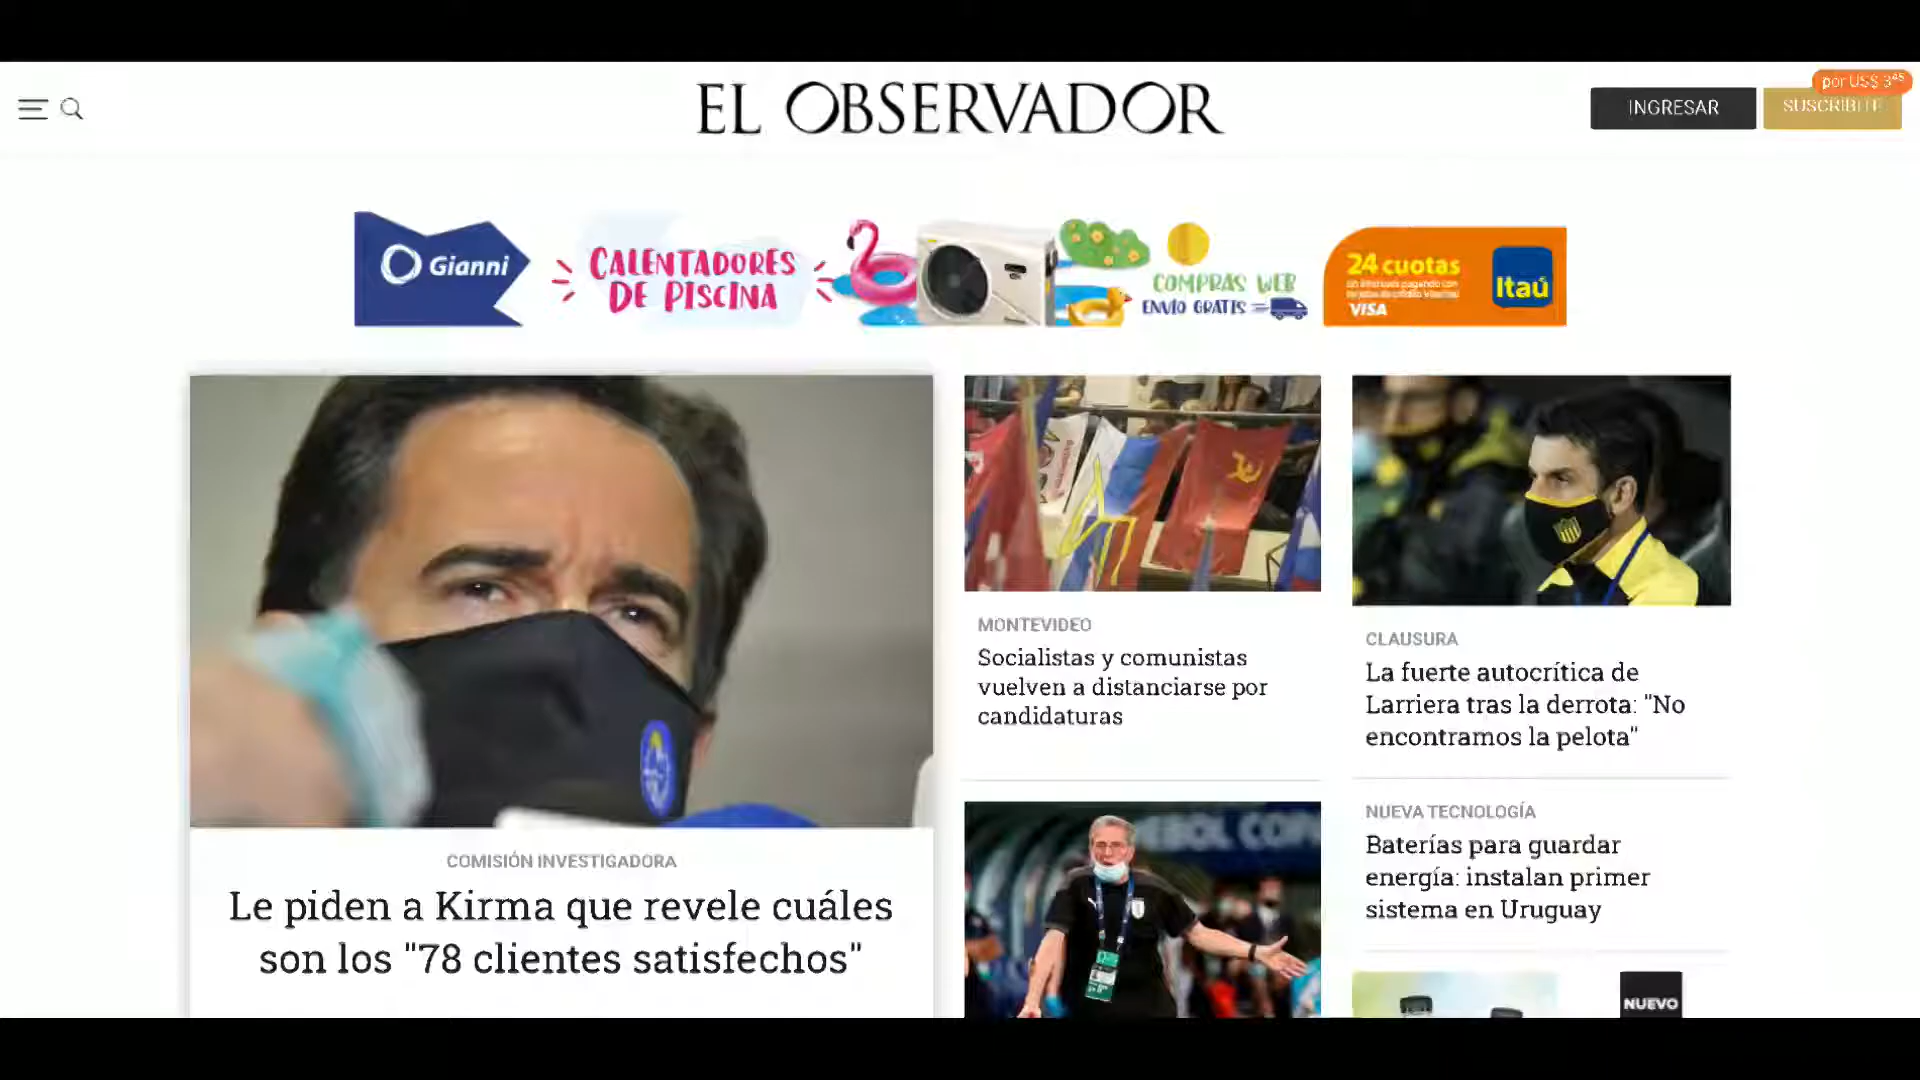 EL OBSERVADOR
INGRESAR
por US$ 3⁴⁵
Gianni
CALENTADORES
DE PISCINA
COMPRAS WEB
ENVÍO GRATIS
24 cuotas
VISA
Itaú
COMISIÓN INVESTIGADORA
Le piden a Kirma que revele cuáles
son los "78 clientes satisfechos"
MONTEVIDEO
Socialistas y comunistas
vuelven a distanciarse por
candidaturas
CLAUSURA
La fuerte autocrítica de
Larriera tras la derrota: "No
encontramos la pelota"
NUEVA TECNOLOGÍA
Baterías para guardar
energía: instalan primer
sistema en Uruguay
NUEVO